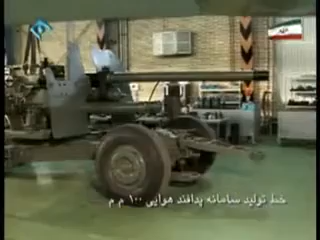 خط تولید سامانه پدافند هوایی ۱۰۰ م م